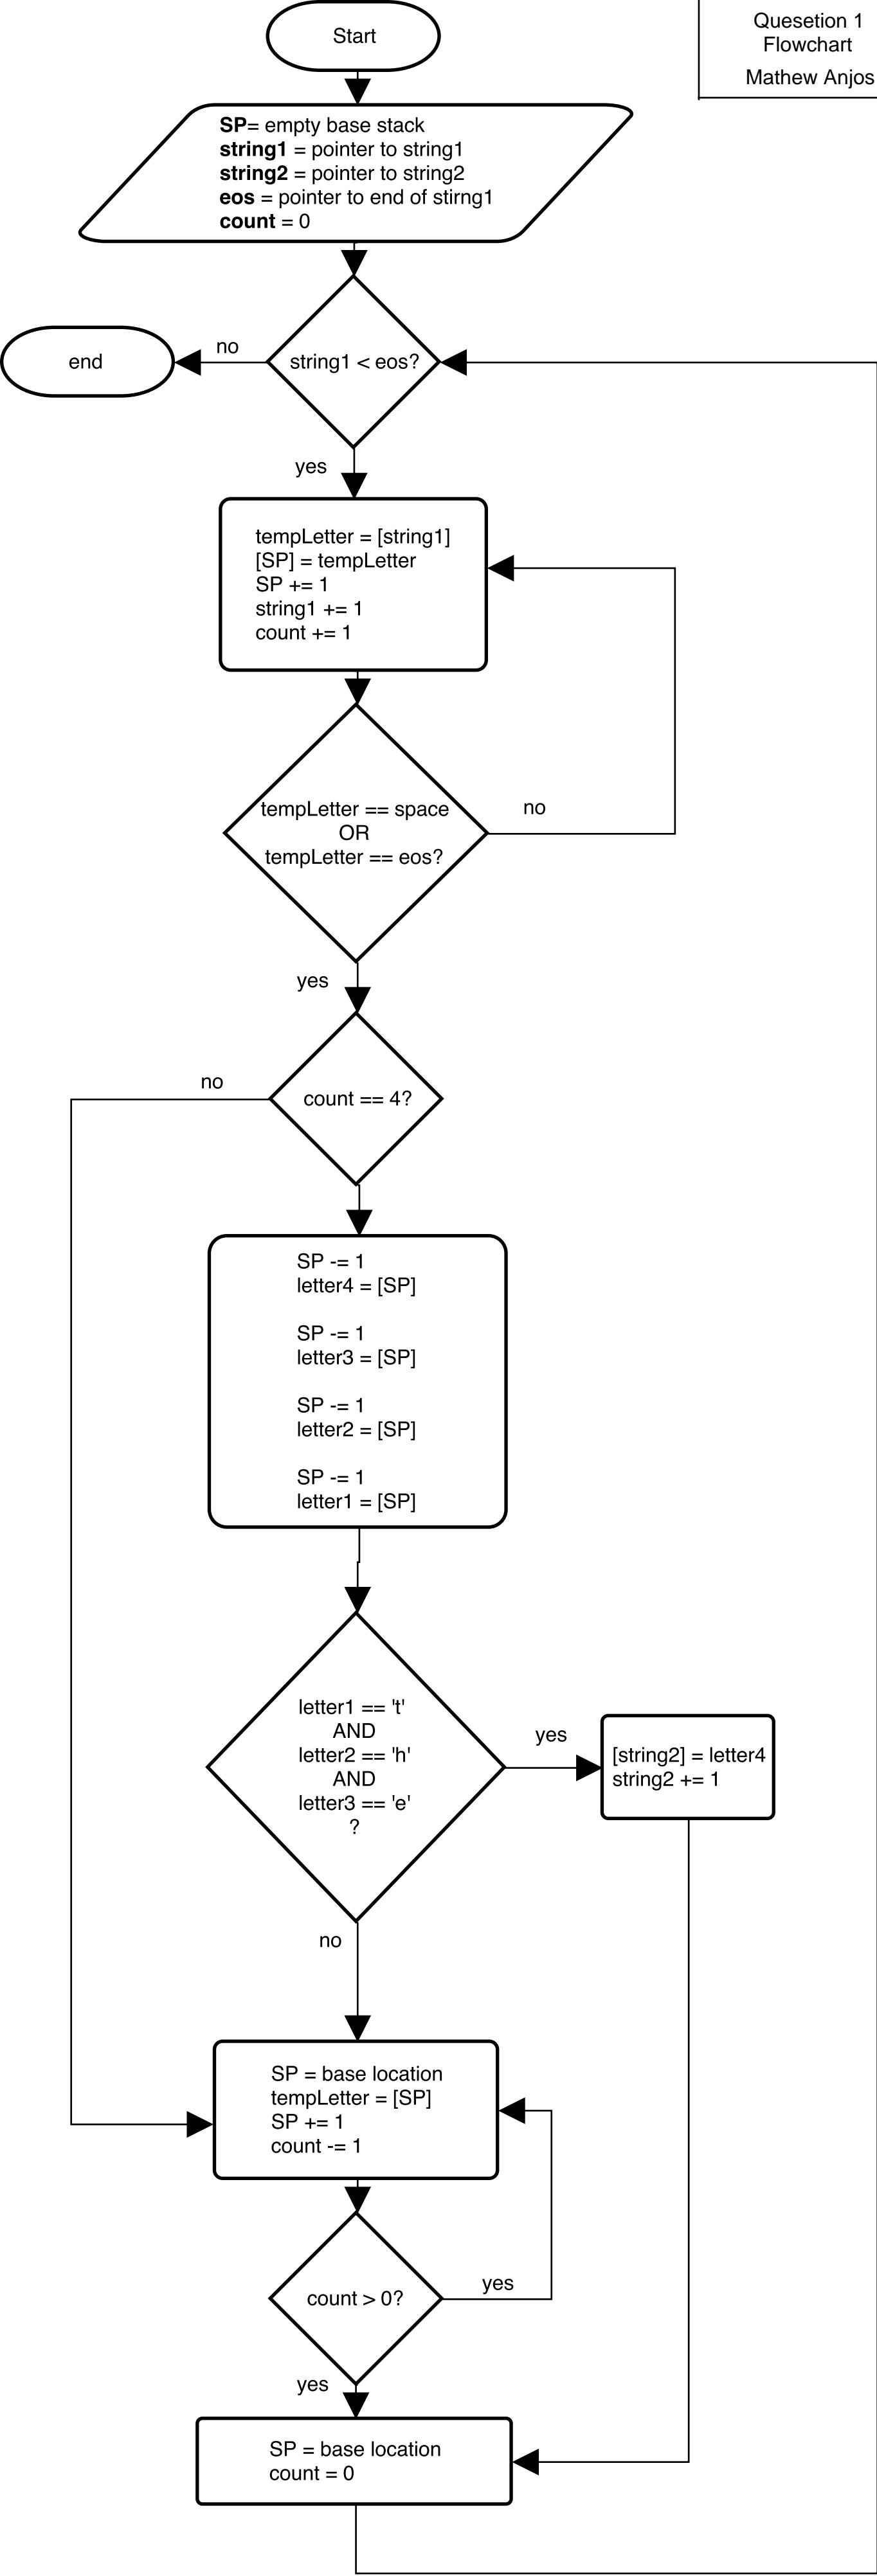 Quesetion 1
Flowchart
Mathew Anjos
Start
SP= empty base stack
string1 = pointer to string1
string2 = pointer to string2
eos = pointer to end of stirng1
count = 0
string1 < eos?
no
end
yes
tempLetter = [string1]
[SP] = tempLetter
SP += 1
string1 += 1
count += 1
tempLetter == space
OR
tempLetter == eos?
no
yes
count == 4?
no
SP -= 1
letter4 = [SP]
SP -= 1
letter3 = [SP]
SP -= 1
letter2 = [SP]
SP -= 1
letter1 = [SP]
letter1 == 't'
AND
letter2 == 'h'
AND
letter3 == 'e'
?
yes
[string2] = letter4
string2 += 1
no
SP = base location
tempLetter = [SP]
SP += 1
count -= 1
count > 0?
yes
yes
SP = base location
count = 0